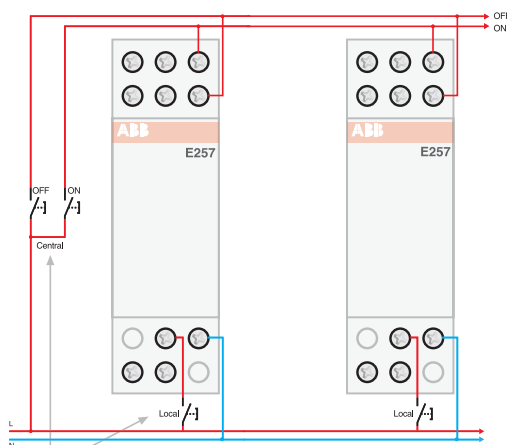 OFF
ON
ABB
E257
ABB
E257
OFF
ON
Central
Local
Local
L
N